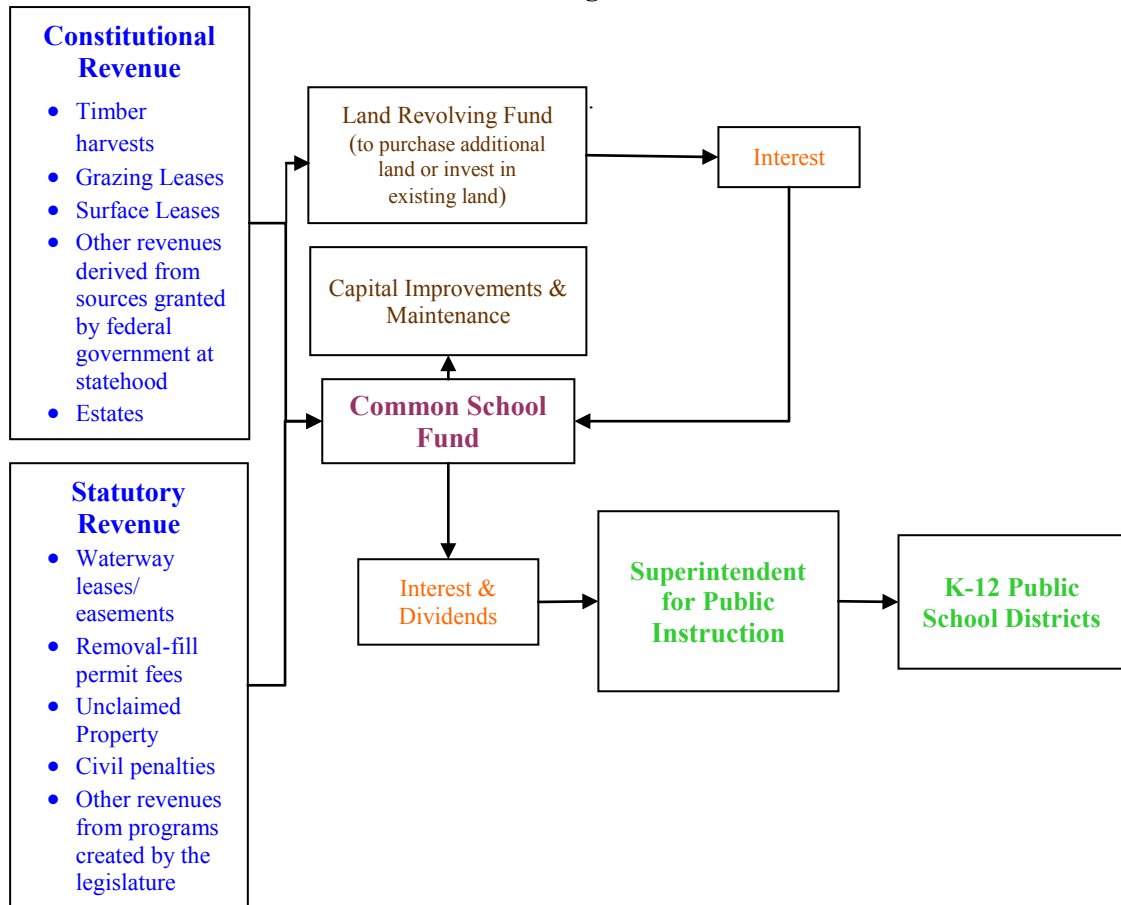 Constitutional
Revenue
• Timber
harvests
• Grazing Leases
• Surface Leases
• Other revenues
derived from
sources granted
by federal
government at
statehood
• Estates
Land Revolving Fund
(to purchase additional
land or invest in
existing land)
Interest
Capital Improvements &
Maintenance
Common School
Fund
Statutory
Revenue
• Waterway
leases/
easements
• Removal-fill
permit fees
• Unclaimed
Property
• Civil penalties
• Other revenues
from programs
created by the
legislature
Interest &
Dividends
Superintendent
for Public
Instruction
K-12 Public
School Districts